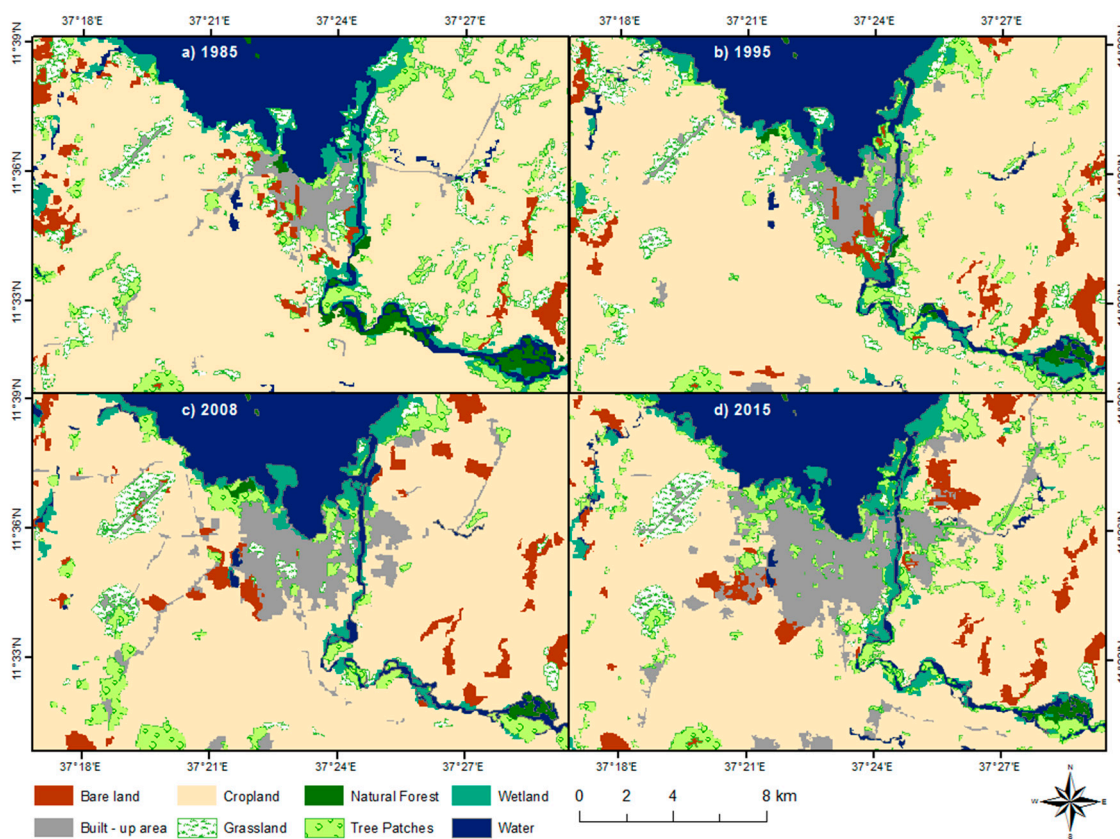 37°18'E 37°21'E 37°24'E 37°27'E 37°18'E 37°21'E 37°24'E 37°27'E
11°39'N
a) 1985
b) 1995
11°36'N
11°33'N
11°39'N
c) 2008
d) 2015
11°36'N
11°33'N
37°18'E 37°21'E 37°24'E 37°27'E 37°18'E 37°21'E 37°24'E 37°27'E
Bare land Cropland Natural Forest Wetland
Built - up area Grassland Tree Patches Water
0 2 4 8 km
N
W E
S